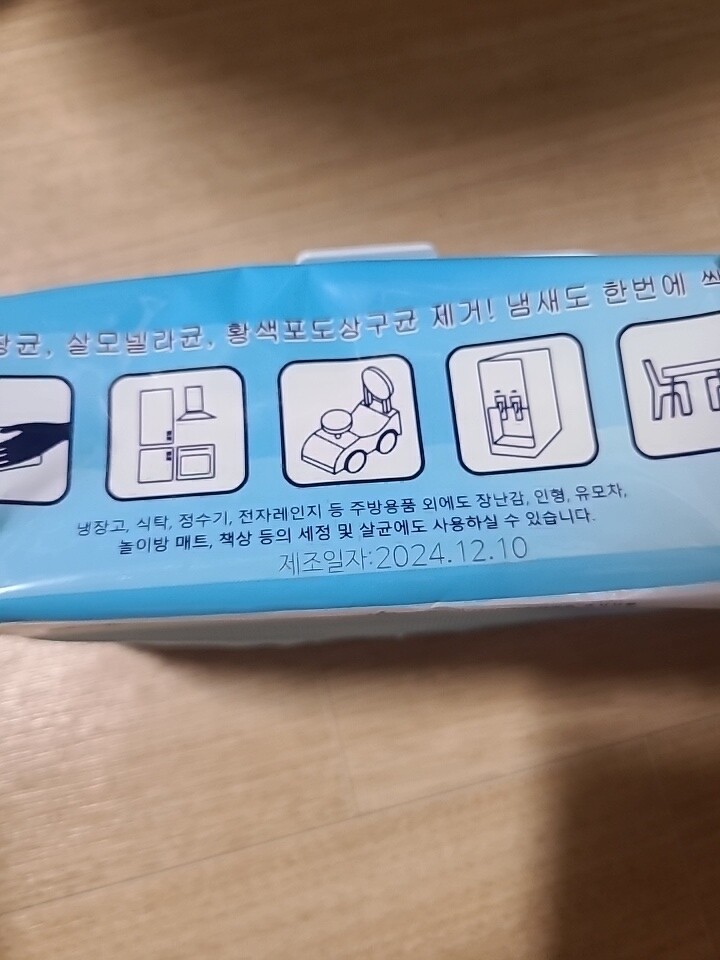 살모넬라균, 황색포도상구균 제거! 냄새도 한번에
냉장고, 식탁, 정수기, 전자레인지 등 주방용품 외에도 장난감, 인형, 유모차,
놀이방 매트, 책상 등의 세정 및 살균에도 사용하실 수 있습니다.
제조일자:2024.12.10